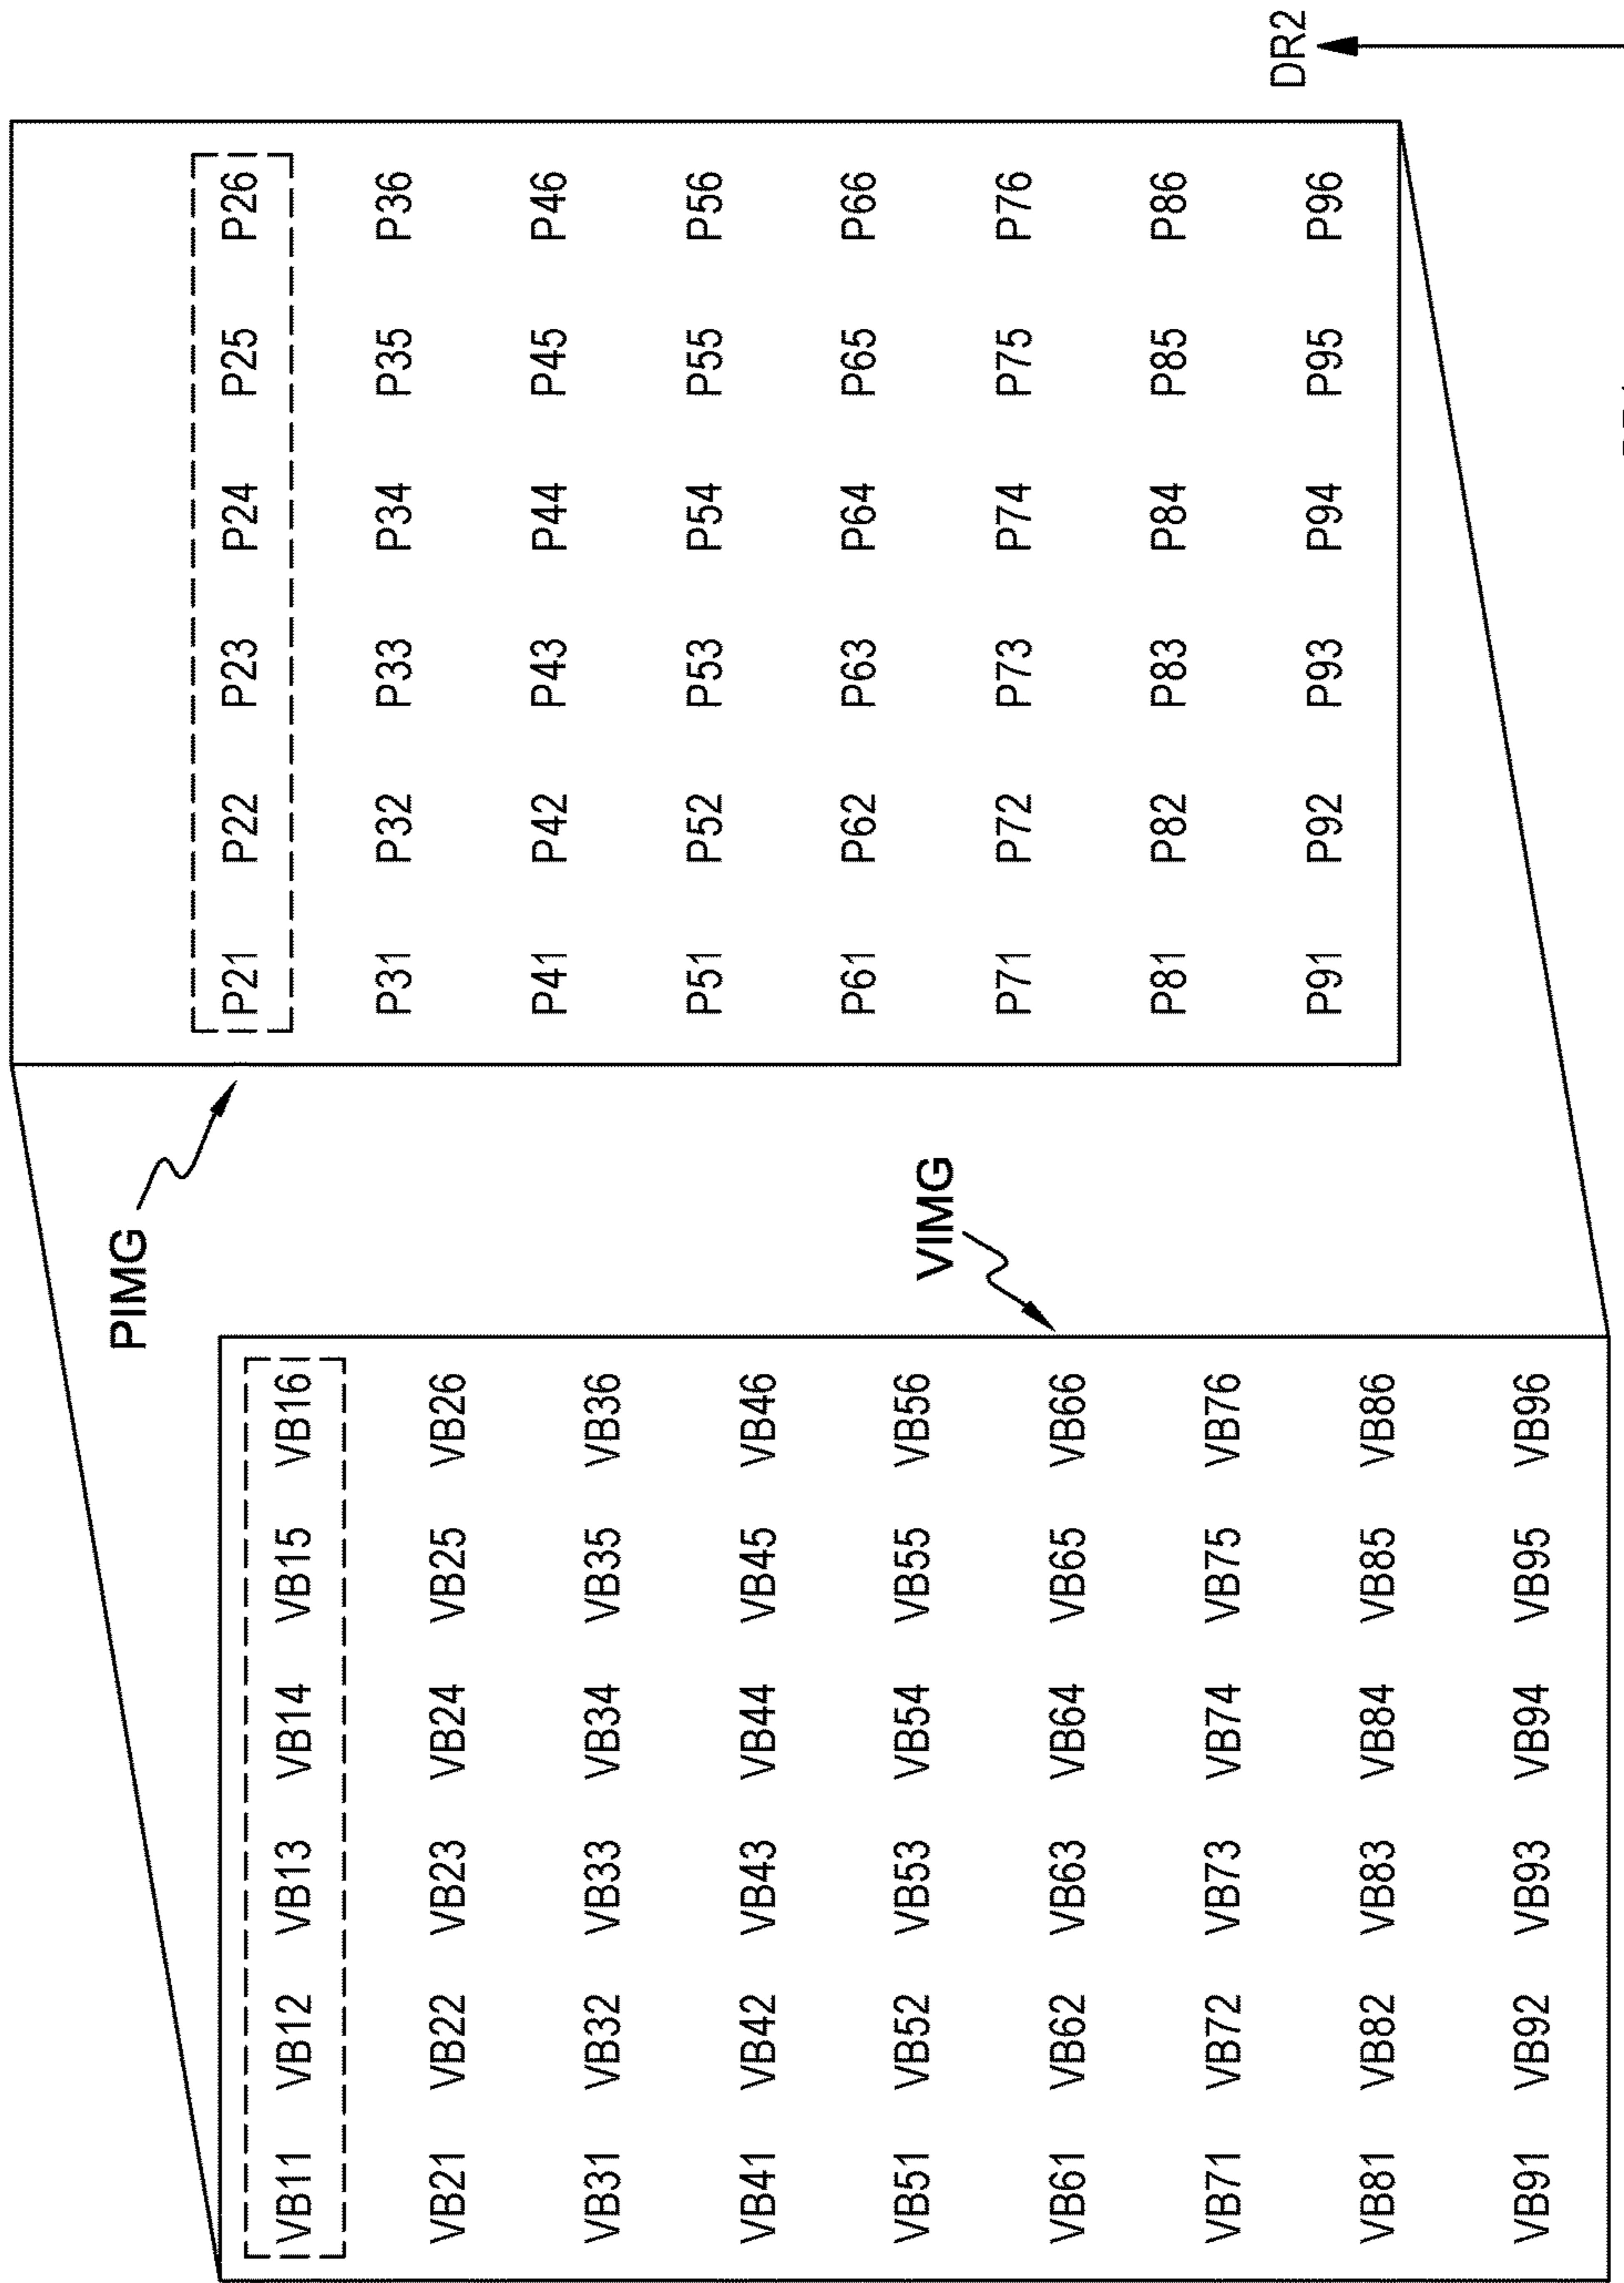 PIMG
VB11 VB12 VB13 VB14 VB15 VB16
VB21 VB22 VB23 VB24 VB25 VB26
VB31 VB32 VB33 VB34 VB35 VB36
VB41 VB42 VB43 VB44 VB45 VB46
VB51 VB52 VB53 VB54 VB55 VB56
VB61 VB62 VB63 VB64 VB65 VB66
VB71 VB72 VB73 VB74 VB75 VB76
VB81 VB82 VB83 VB84 VB85 VB86
VB91 VB92 VB93 VB94 VB95 VB96
VIMG
P21 P22 P23 P24 P25 P26
P31 P32 P33 P34 P35 P36
P41 P42 P43 P44 P45 P46
P51 P52 P53 P54 P55 P56
P61 P62 P63 P64 P65 P66
P71 P72 P73 P74 P75 P76
P81 P82 P83 P84 P85 P86
P91 P92 P93 P94 P95 P96
DR2